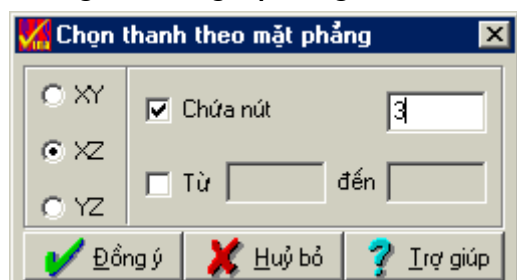 Chọn thanh theo mặt phẳng
XY
Chứa nút 3
XZ
Từ đến
YZ
Đồng ý Huỷ bỏ Trợ giúp